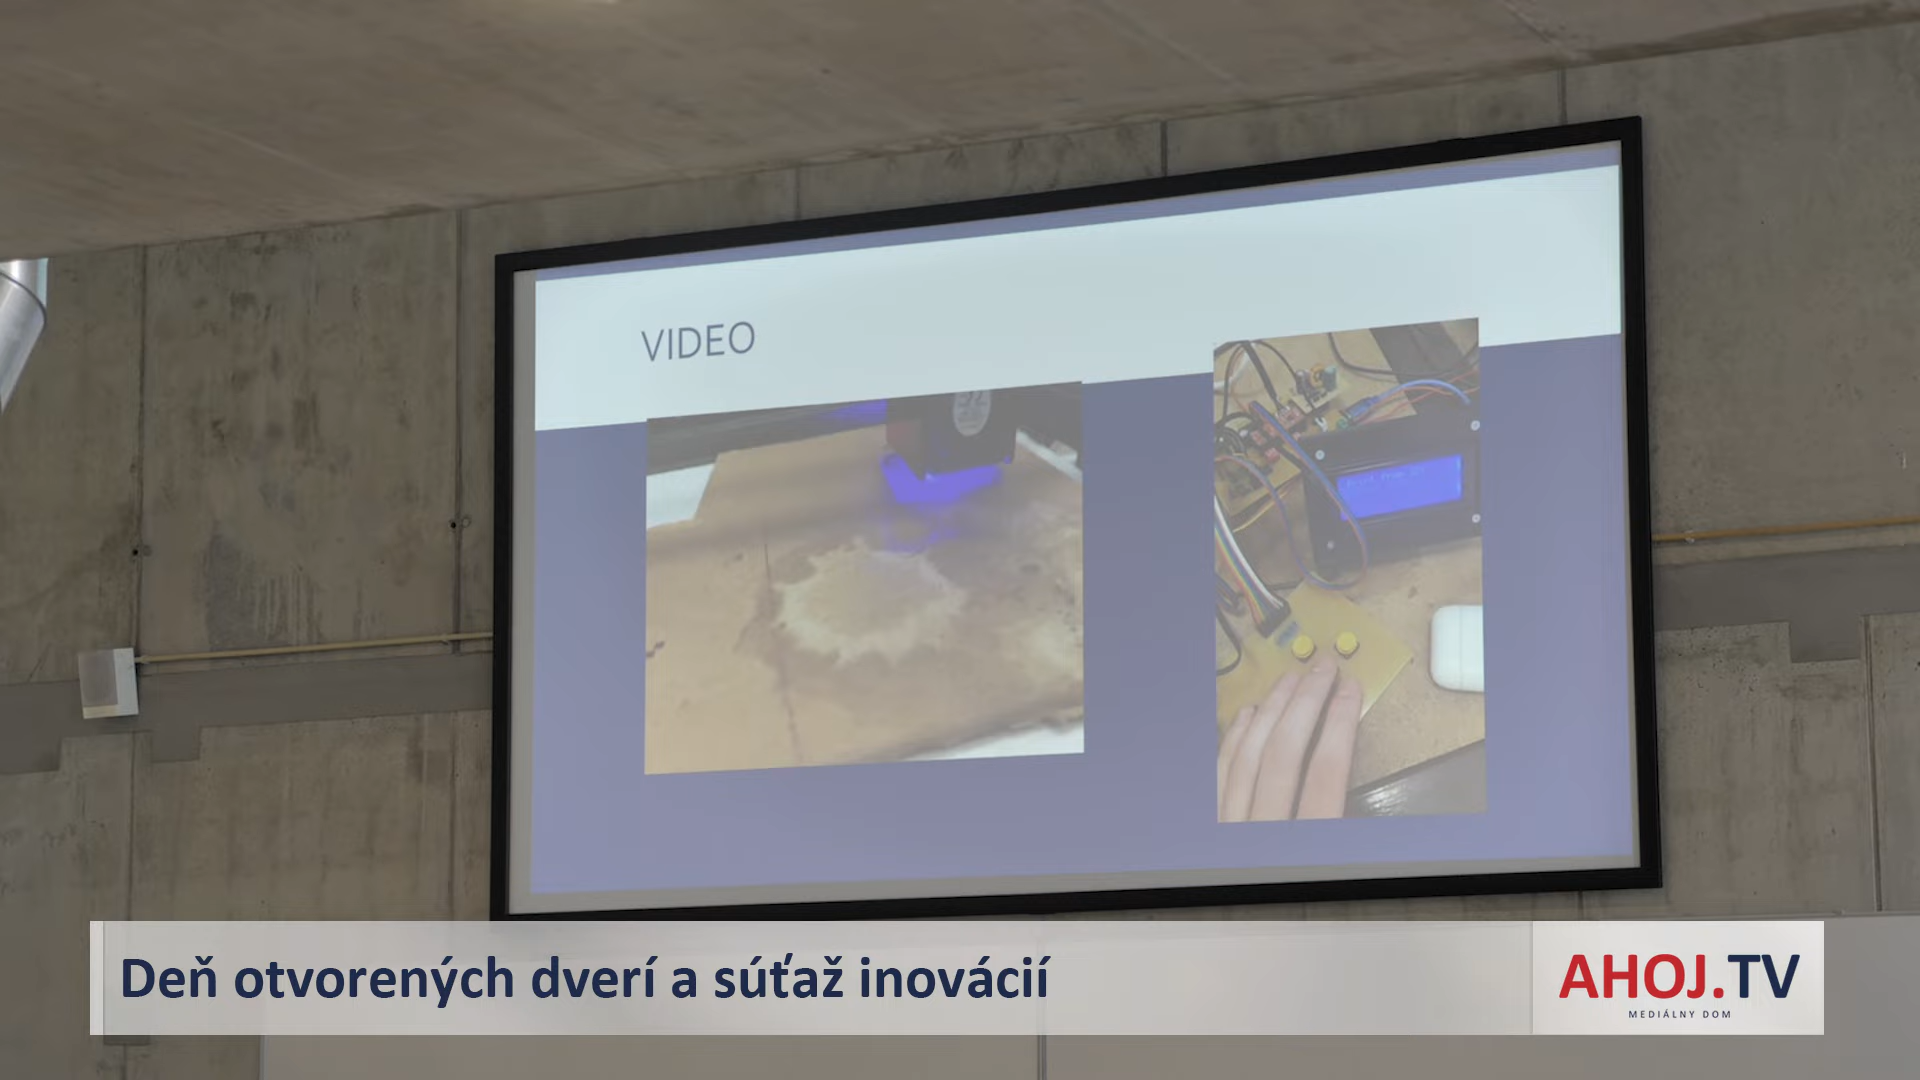 VIDEO
Deň otvorených dverí a súťaž inovácií
AHOJ.TV
MEDIÁLNY DOM